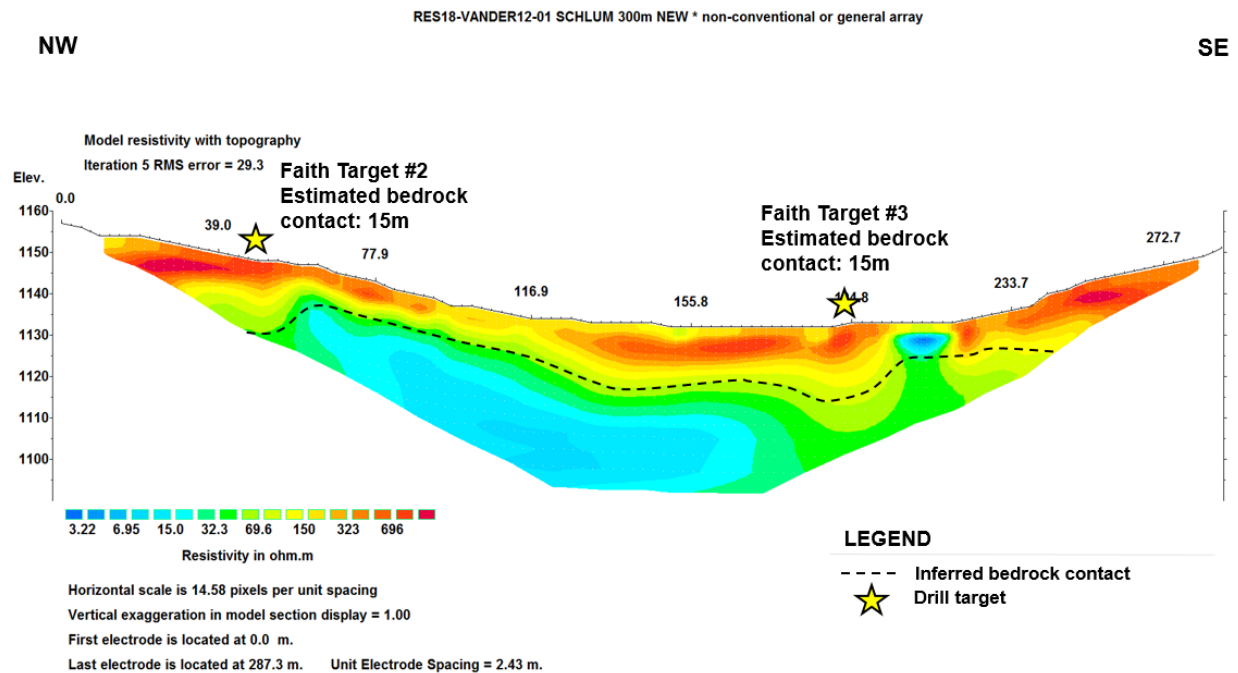 RES18-VANDER12-01 SCHLUM 300m NEW * non-conventional or general array
NW
SE
Model resistivity with topography
Iteration 5 RMS error = 29.3
Faith Target #2
Estimated bedrock
contact: 15m
Faith Target #3
Estimated bedrock
contact: 15m
Elev.
0.0
39.0
77.9
116.9
155.8
233.7
272.7
1160
1150
1140
1130
1120
1110
1100
3.22 6.95 15.0 32.3 69.6 150 323 696
Resistivity in ohm.m
LEGEND
Inferred bedrock contact
Drill target
Horizontal scale is 14.58 pixels per unit spacing
Vertical exaggeration in model section display = 1.00
First electrode is located at 0.0 m.
Last electrode is located at 287.3 m. Unit Electrode Spacing = 2.43 m.